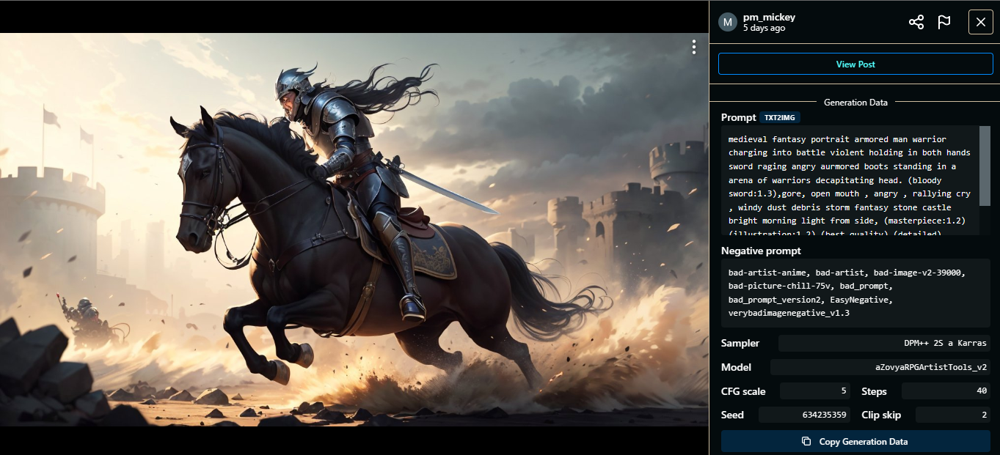 M
pm_mickey
5 days ago
View Post
Generation Data
Prompt TXT2IMG
medieval fantasy portrait armored man warrior
charging into battle violent holding in both hands
sword raging angry aurmored boots standing in a
arena of warriors decapitating head. (bloody
sword:1.3),gore, open mouth , angry , rallying cry
, windy dust debris storm fantasy stone castle
bright morning light from side, (masterpiece:1.2)
(illustration:1.2) (best quality) (detailed)
Negative prompt
bad-artist-anime, bad-artist, bad-image-v2-39000,
bad-picture-chill-75v, bad_prompt,
bad_prompt_version2, EasyNegative,
verybadimagenegative_v1.3
Sampler DPM++ 2S a Karras
Model aZovyaRPGArtistTools_v2
CFG scale 5 Steps 40
Seed 634235359 Clip skip 2
Copy Generation Data